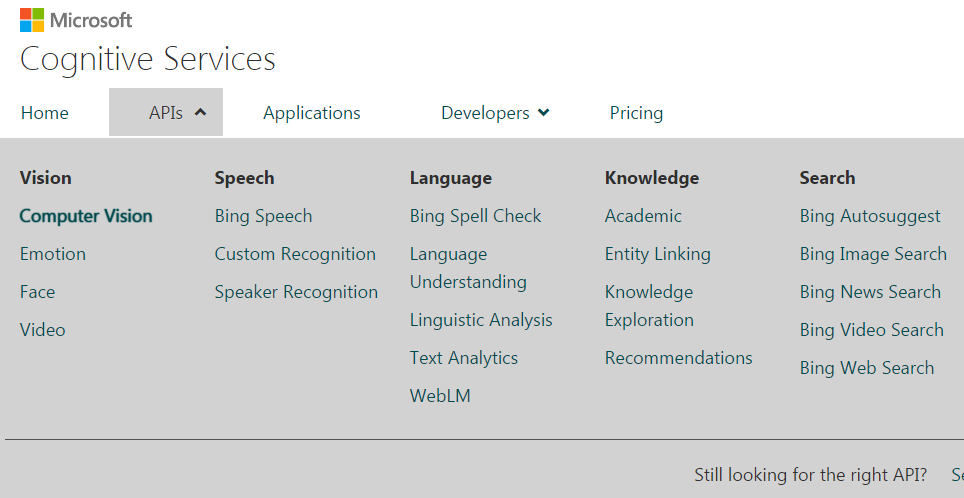 Microsoft
Cognitive Services
Home APIs Applications Developers Pricing
Vision
Computer Vision
Emotion
Face
Video
Speech
Bing Speech
Custom Recognition
Speaker Recognition
Language
Bing Spell Check
Language
Understanding
Linguistic Analysis
Text Analytics
WebLM
Knowledge
Academic
Entity Linking
Knowledge
Exploration
Recommendations
Search
Bing Autosuggest
Bing Image Search
Bing News Search
Bing Video Search
Bing Web Search
Still looking for the right API?